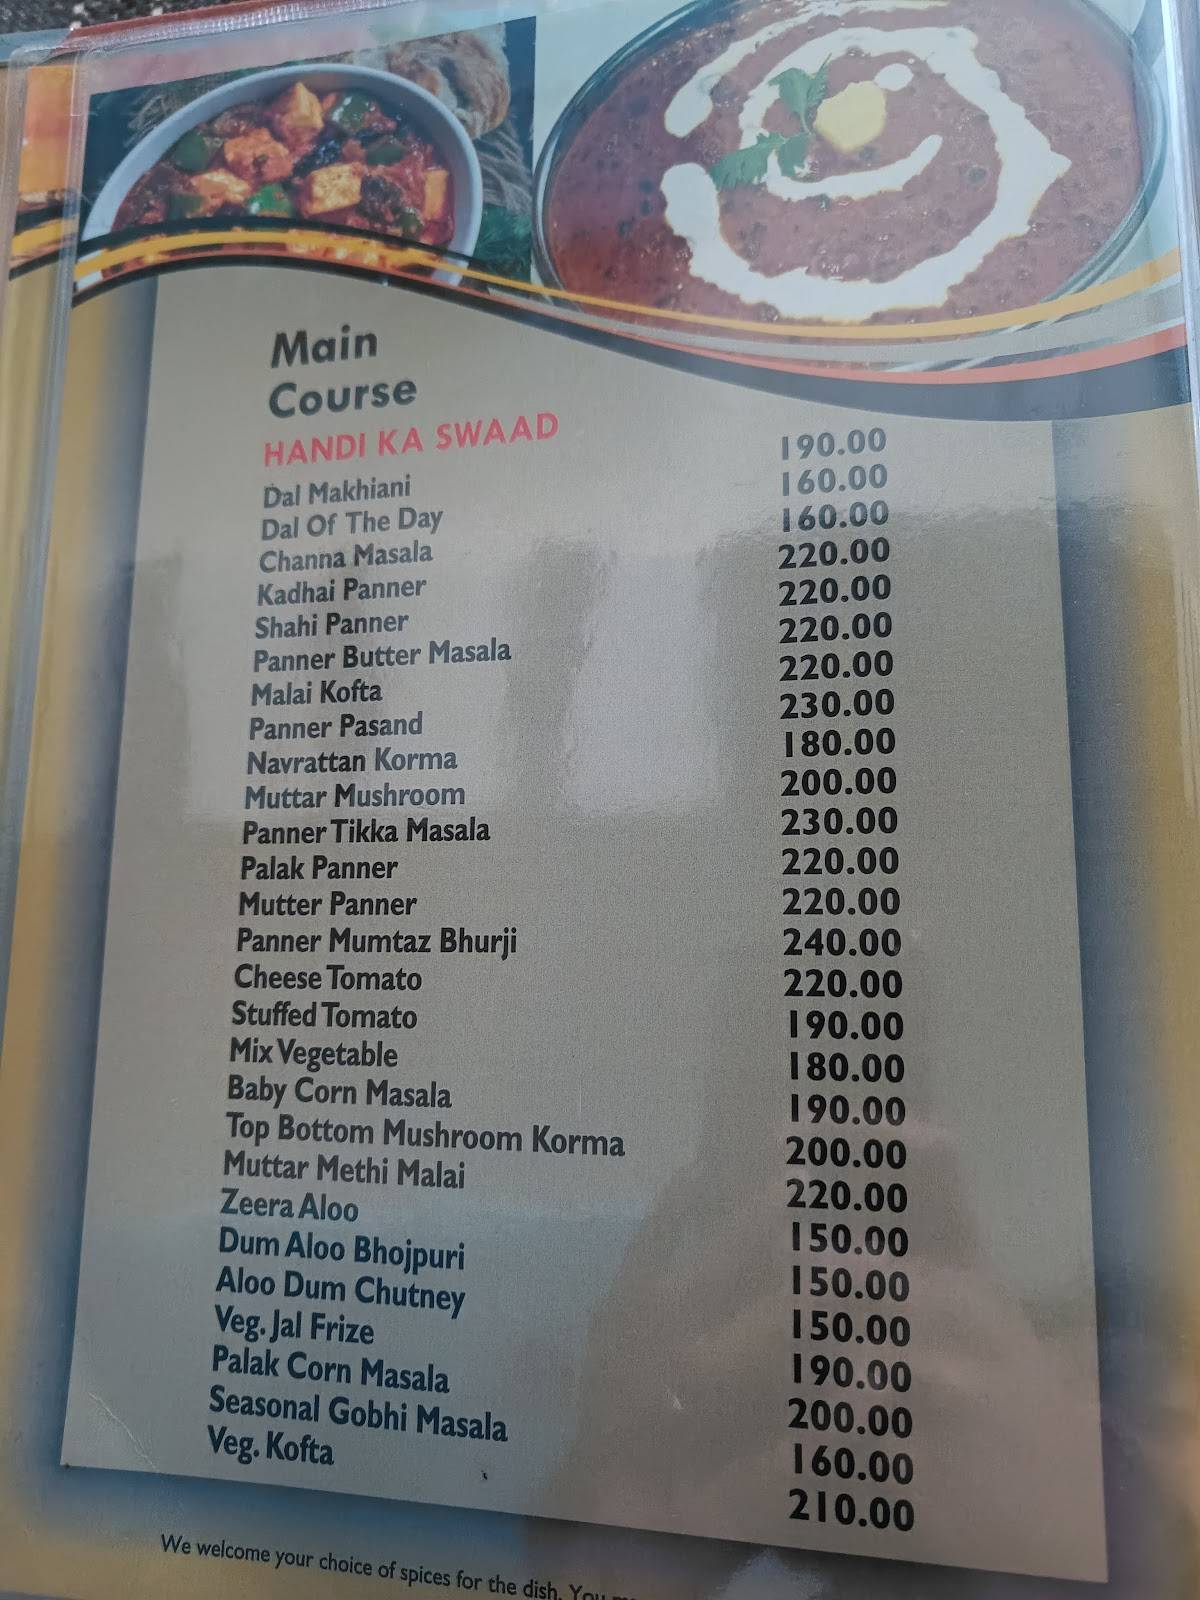 Main
Course
HANDI KA SWAAD
Dal Makhiani 190.00
Dal Of The Day 160.00
Channa Masala 160.00
Kadhai Panner 220.00
Shahi Panner 220.00
Panner Butter Masala 220.00
Malai Kofta 220.00
Panner Pasand 230.00
Navrattan Korma 180.00
Muttar Mushroom 200.00
Panner Tikka Masala 230.00
Palak Panner 220.00
Mutter Panner 220.00
Panner Mumtaz Bhurji 240.00
Cheese Tomato 220.00
Stuffed Tomato 190.00
Mix Vegetable 180.00
Baby Corn Masala 190.00
Top Bottom Mushroom Korma 200.00
Muttar Methi Malai 220.00
Zeera Aloo 150.00
Dum Aloo Bhojpuri 150.00
Aloo Dum Chutney 150.00
Veg. Jal Frize 190.00
Palak Corn Masala 200.00
Seasonal Gobhi Masala 160.00
Veg. Kofta 210.00
We welcome your choice of spices for the dish. You